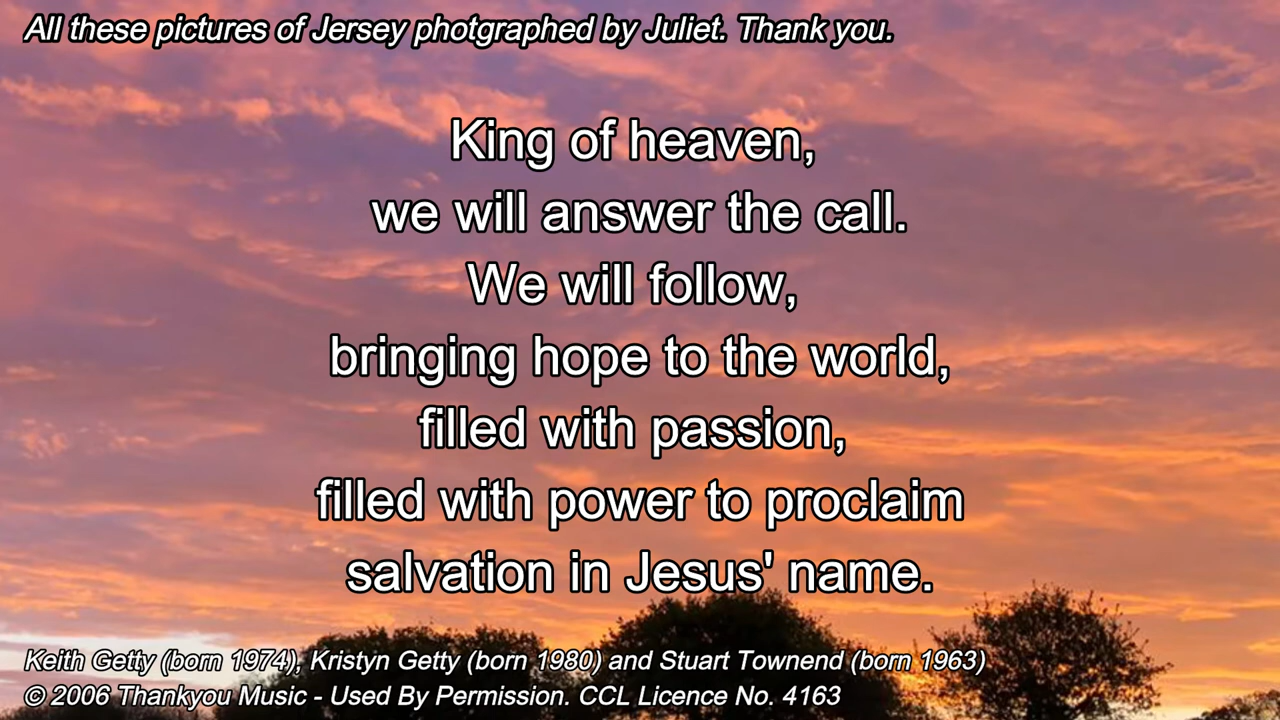 All these pictures of Jersey photgraphed by Juliet. Thank you.
King of heaven,
we will answer the call.
We will follow,
bringing hope to the world,
filled with passion,
filled with power to proclaim
salvation in Jesus' name.
Keith Getty (born 1974), Kristyn Getty (born 1980) and Stuart Townend (born 1963)
© 2006 Thankyou Music - Used By Permission. CCL Licence No. 4163